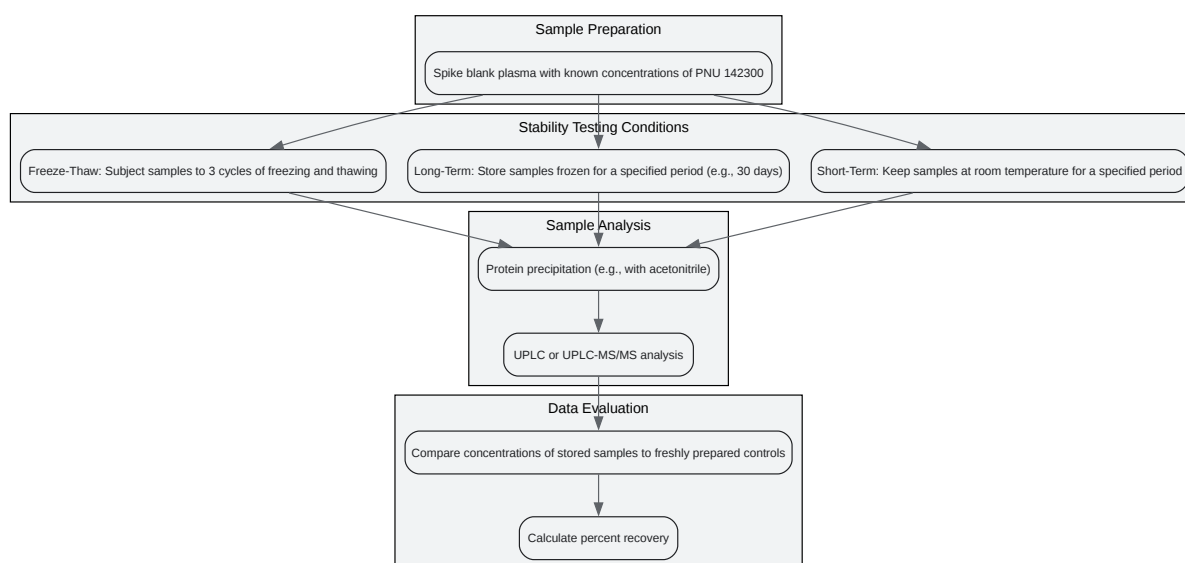 Sample Preparation
Spike blank plasma with known concentrations of PNU 142300
Stability Testing Conditions
Freeze-Thaw: Subject samples to 3 cycles of freezing and thawing
Long-Term: Store samples frozen for a specified period (e.g., 30 days)
Short-Term: Keep samples at room temperature for a specified period
Sample Analysis
Protein precipitation (e.g., with acetonitrile)
UPLC or UPLC-MS/MS analysis
Data Evaluation
Compare concentrations of stored samples to freshly prepared controls
Calculate percent recovery